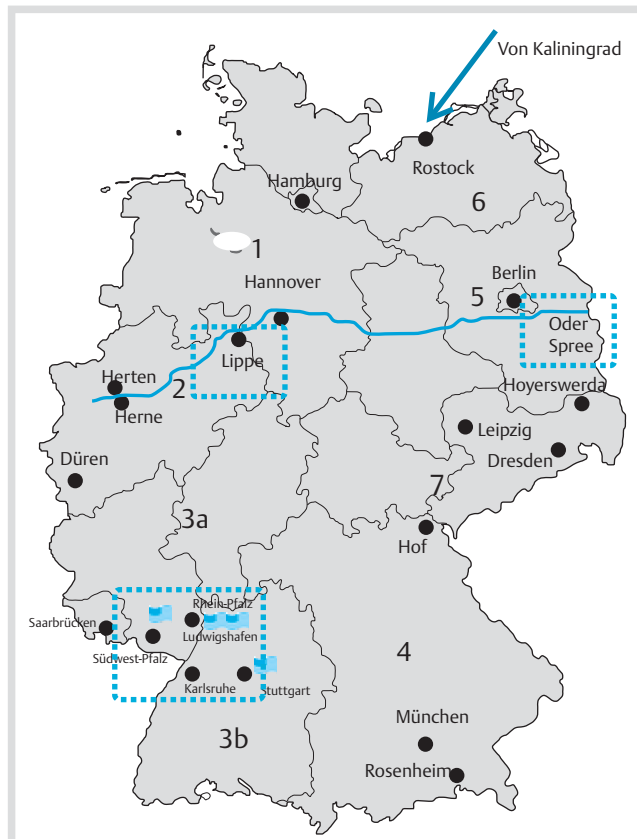 Von Kaliningrad
Rostock
Hamburg
6
1
Hannover
Berlin
5
Oder
Spree
Lippe
Herten
2
Herne
Hoyerswerda
Leipzig
Düren
Dresden
7
3a
Hof
Rhein-Pfalz
Saarbrücken
Ludwigshafen
Südwest-Pfalz
4
Karlsruhe
Stuttgart
München
3b
Rosenheim